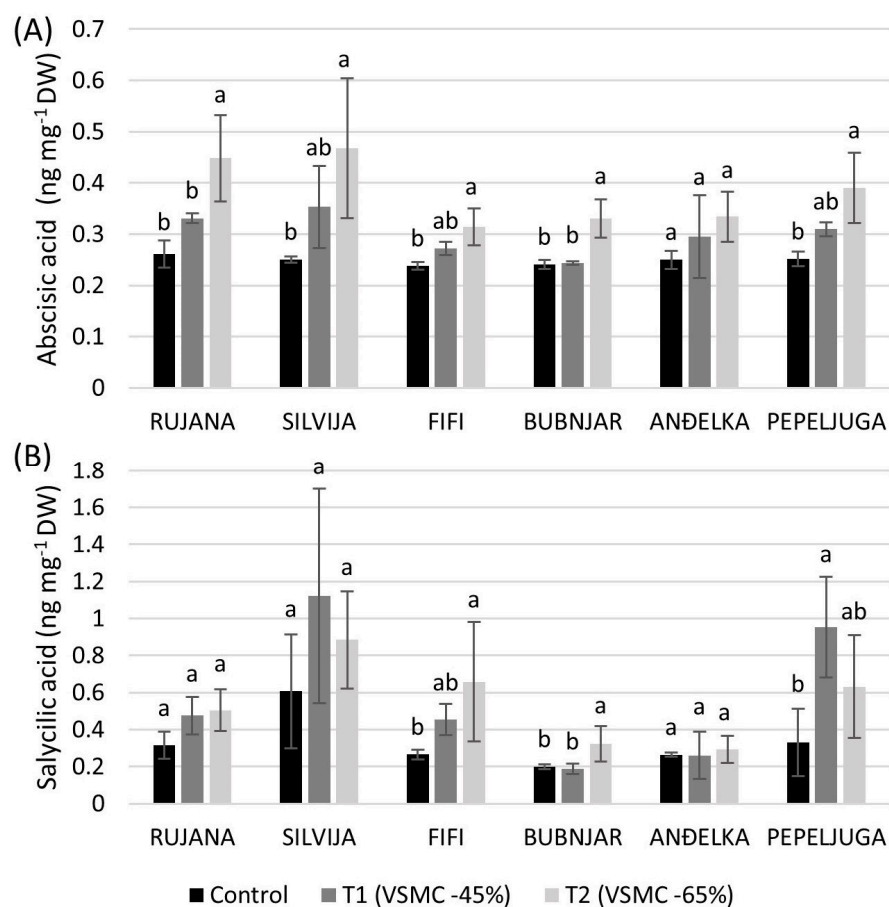 (A)
Abscisic acid (ng mg⁻¹ DW)
0.7
0.6
0.5
0.4
0.3
0.2
0.1
0
b b a
b ab a
b ab a
b b a
a a a
b ab a
RUJANA SILVIJA FIFI BUBNJAR ANĐELKA PEPELJUGA
(B)
Salycilic acid (ng mg⁻¹ DW)
1.8
1.6
1.4
1.2
1
0.8
0.6
0.4
0.2
0
a a a
a a a
b ab a
b b a
a a a
b a ab
RUJANA SILVIJA FIFI BUBNJAR ANĐELKA PEPELJUGA
Control T1 (VSMC -45%) T2 (VSMC -65%)